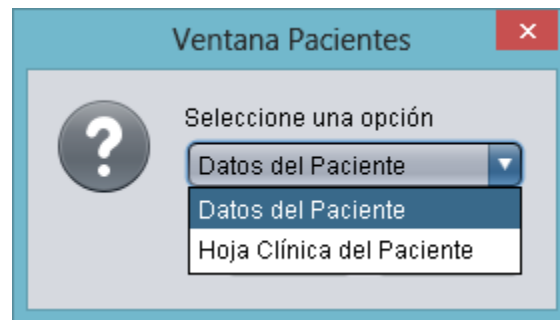 Ventana Pacientes
Seleccione una opción
Datos del Paciente
Datos del Paciente
Hoja Clínica del Paciente